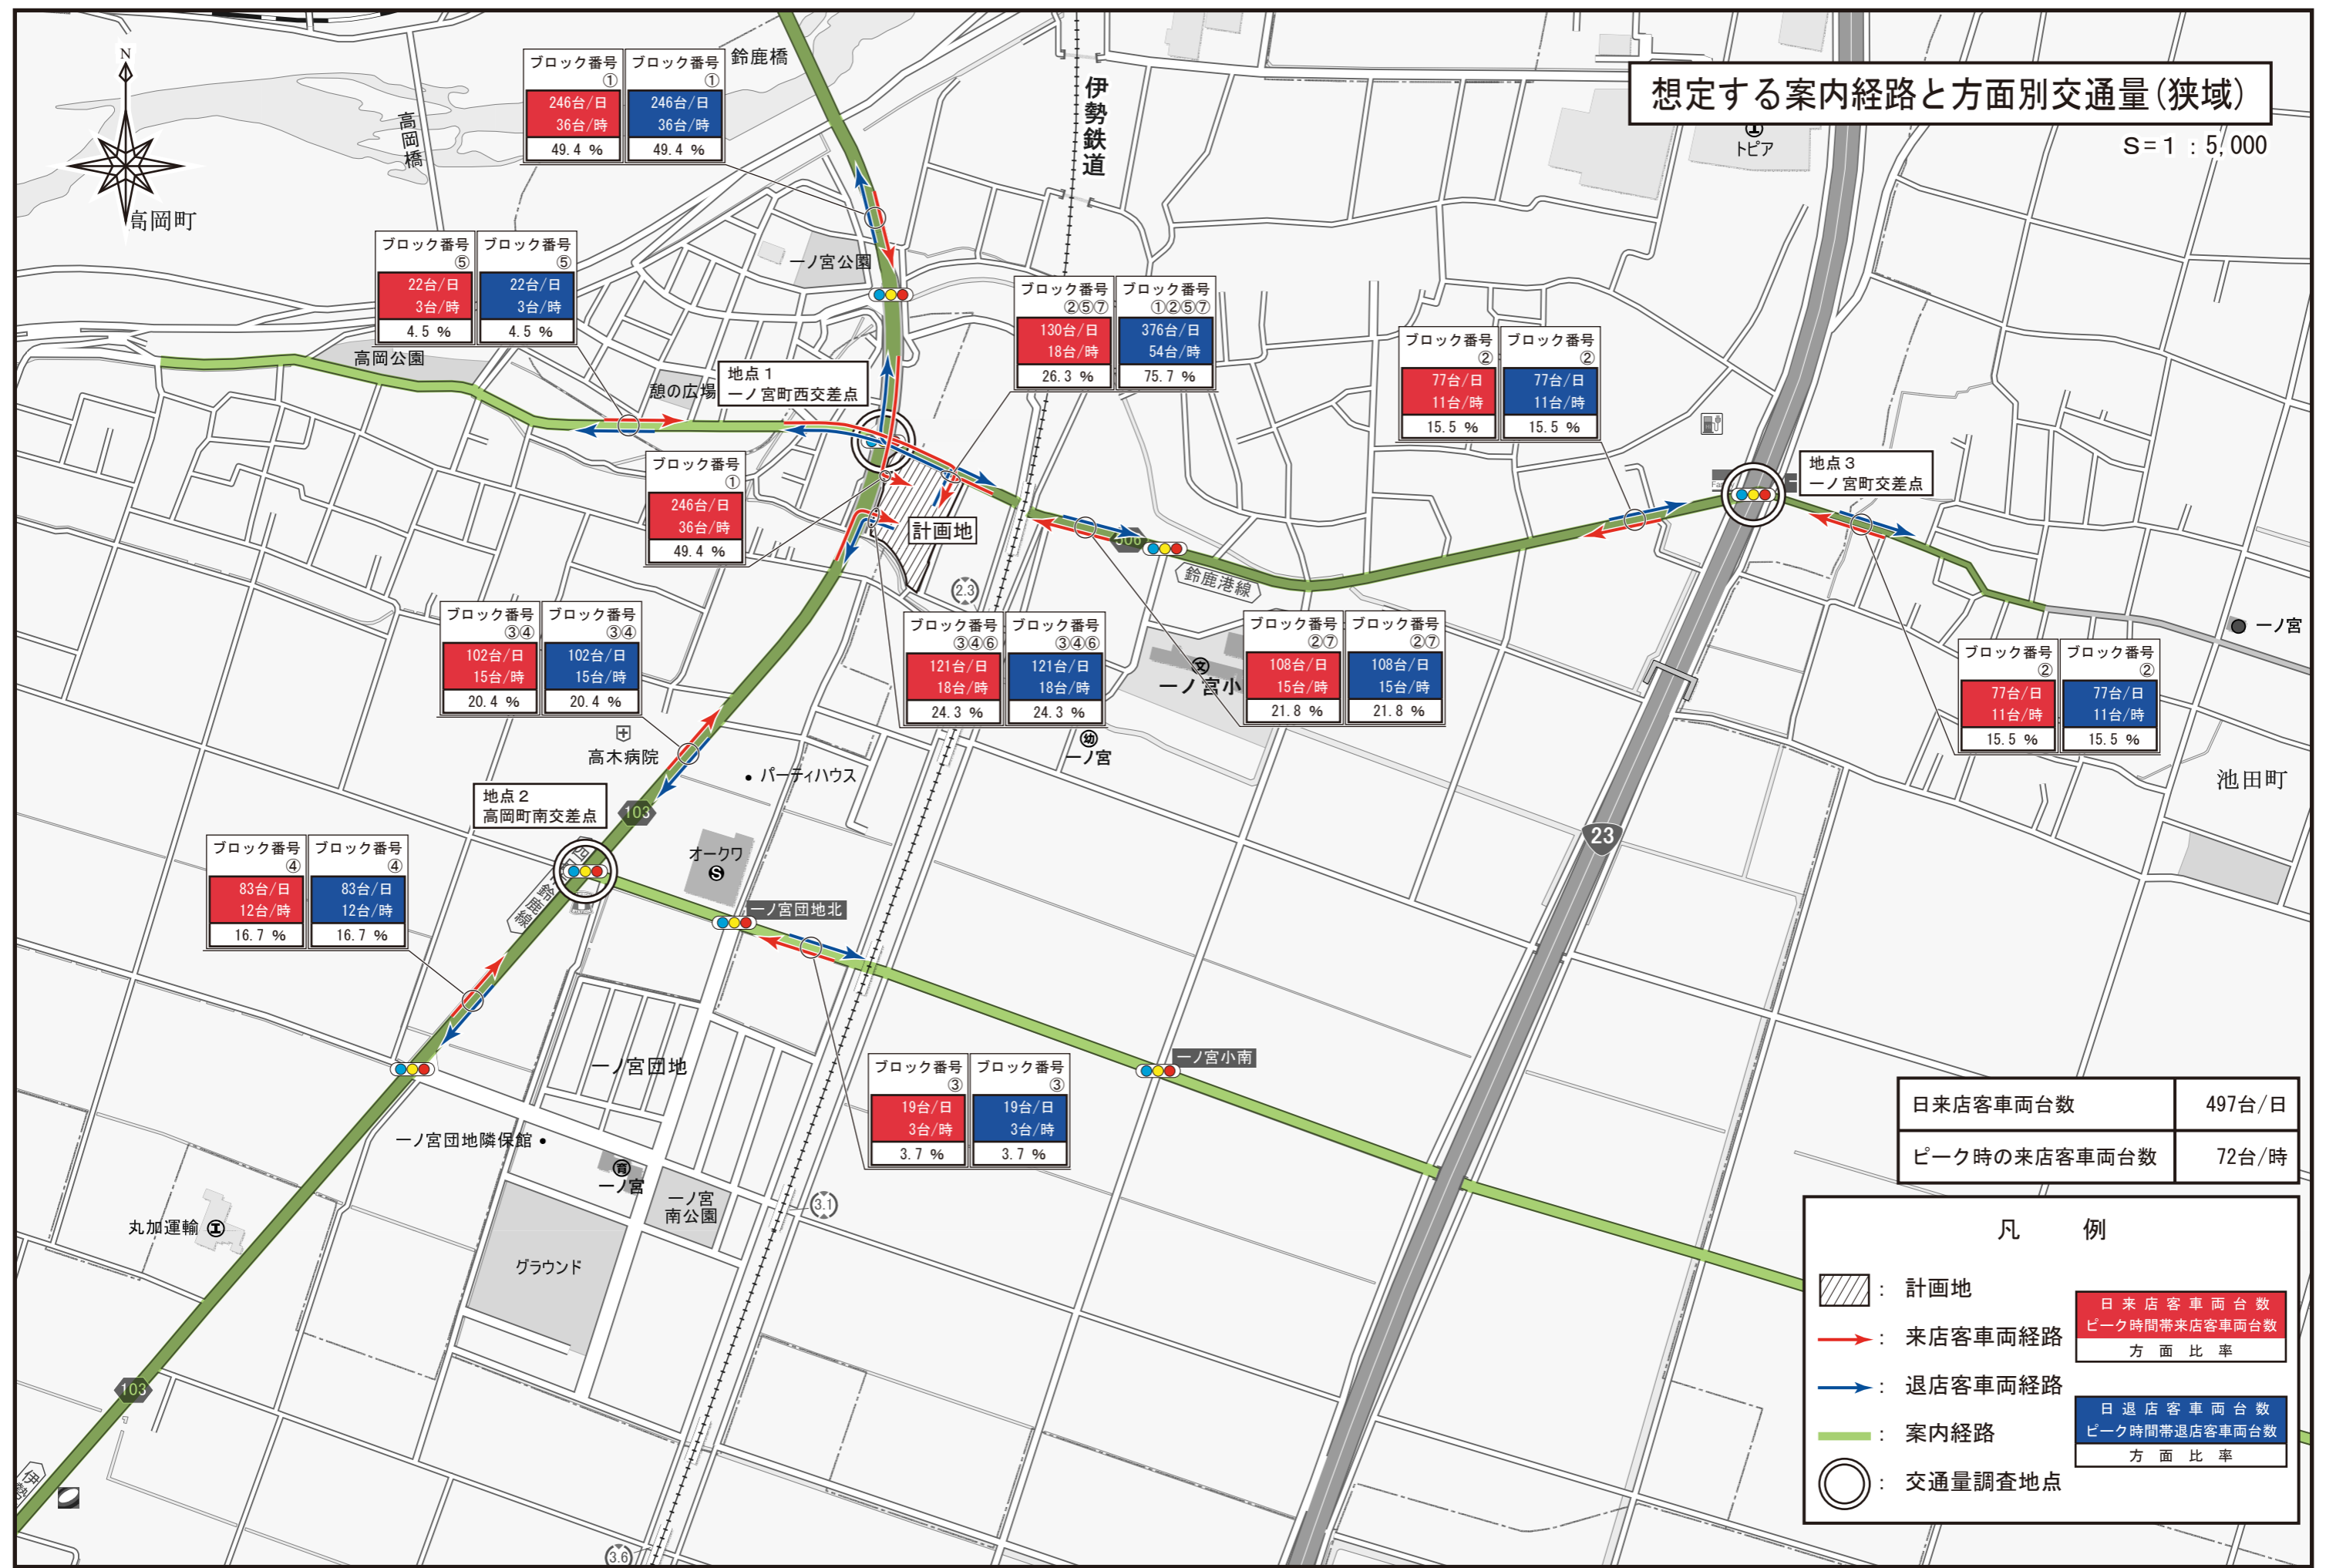 想定する案内経路と方面別交通量(狭域)
S=1：5,000
N
高岡町
高岡橋
鈴鹿橋
伊勢鉄道
トピア
ブロック番号 ブロック番号
① ①
246台/日 246台/日
36台/時 36台/時
49.4 % 49.4 %
一ノ宮公園
ブロック番号 ブロック番号
⑤ ⑤
22台/日 22台/日
3台/時 3台/時
4.5 % 4.5 %
高岡公園
憩の広場
地点1
一ノ宮町西交差点
ブロック番号 ブロック番号
②⑤⑦ ①②⑤⑦
130台/日 376台/日
18台/時 54台/時
26.3 % 75.7 %
ブロック番号 ブロック番号
② ②
77台/日 77台/日
11台/時 11台/時
15.5 % 15.5 %
地点3
一ノ宮町交差点
ブロック番号
①
246台/日
36台/時
49.4 %
計画地
506
鈴鹿港線
2.3
ブロック番号 ブロック番号
③④ ③④
102台/日 102台/日
15台/時 15台/時
20.4 % 20.4 %
ブロック番号 ブロック番号
③④⑥ ③④⑥
121台/日 121台/日
18台/時 18台/時
24.3 % 24.3 %
ブロック番号 ブロック番号
②⑦ ②⑦
108台/日 108台/日
15台/時 15台/時
21.8 % 21.8 %
文
一ノ宮小
幼
一ノ宮
一ノ宮
ブロック番号 ブロック番号
② ②
77台/日 77台/日
11台/時 11台/時
15.5 % 15.5 %
池田町
高木病院
パーティハウス
地点2
高岡町南交差点
103
オークワ
S
23
ブロック番号 ブロック番号
④ ④
83台/日 83台/日
12台/時 12台/時
16.7 % 16.7 %
鈴鹿線
一ノ宮団地北
一ノ宮団地
一ノ宮小南
ブロック番号 ブロック番号
③ ③
19台/日 19台/日
3台/時 3台/時
3.7 % 3.7 %
一ノ宮団地隣保館
育
一ノ宮
一ノ宮
南公園
3.1
丸加運輸
グラウンド
103
伊勢
3.6
日来店客車両台数 497台/日
ピーク時の来店客車両台数 72台/時
凡 例
： 計画地
： 来店客車両経路
： 退店客車両経路
： 案内経路
： 交通量調査地点
日来店客車両台数
ピーク時間帯来店客車両台数
方面比率
日退店客車両台数
ピーク時間帯退店客車両台数
方面比率